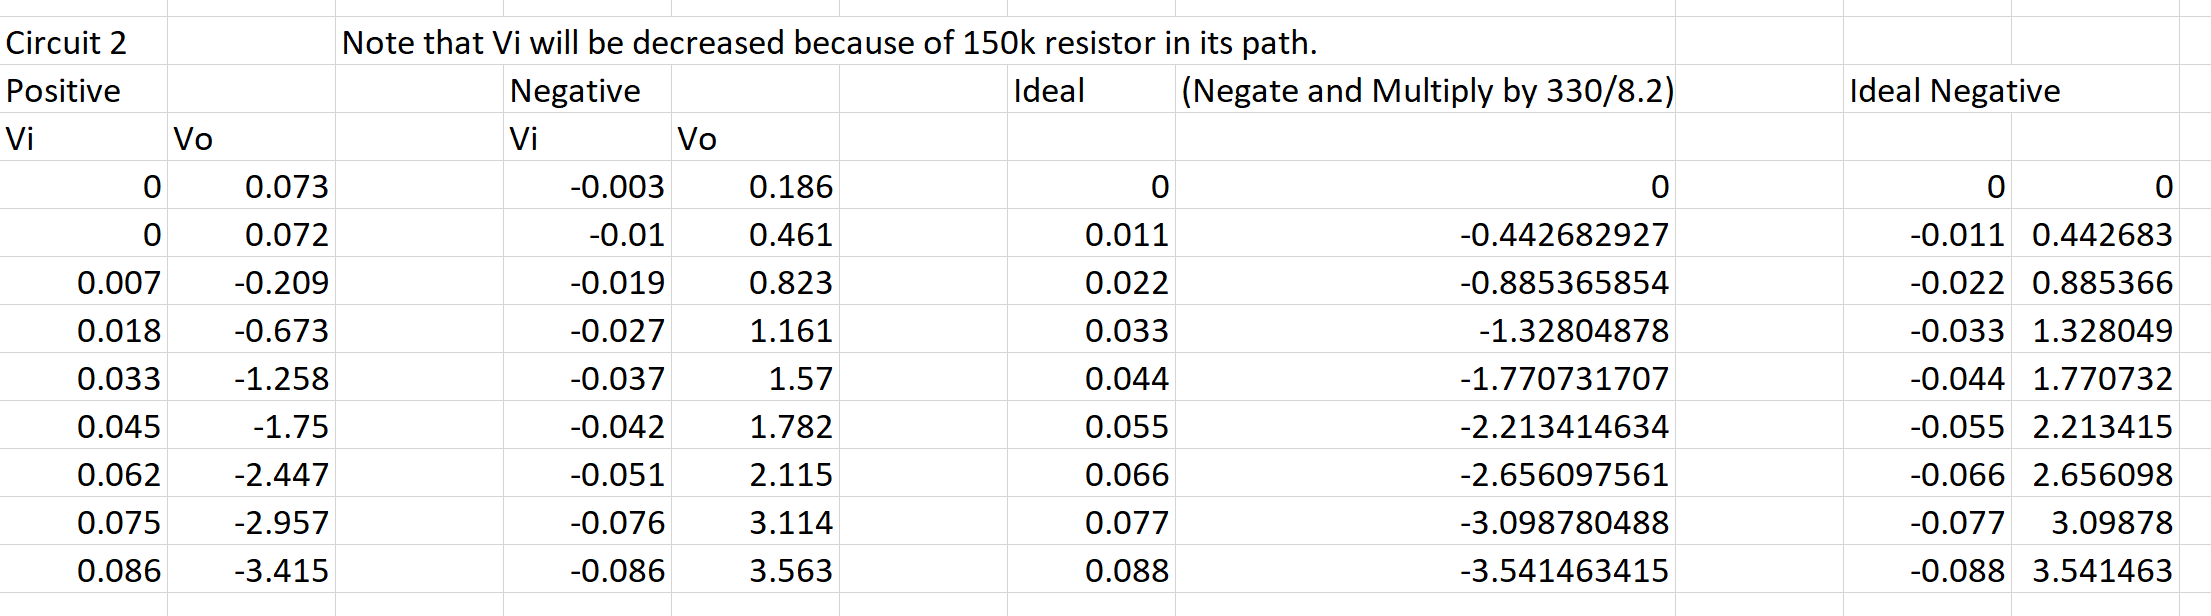 Circuit 2 Note that Vi will be decreased because of 150k resistor in its path.
Positive Negative Ideal (Negate and Multiply by 330/8.2) Ideal Negative
Vi Vo Vi Vo
0 0.073 -0.003 0.186 0 0 0 0
0 0.072 -0.01 0.461 0.011 -0.442682927 -0.011 0.442683
0.007 -0.209 -0.019 0.823 0.022 -0.885365854 -0.022 0.885366
0.018 -0.673 -0.027 1.161 0.033 -1.32804878 -0.033 1.328049
0.033 -1.258 -0.037 1.57 0.044 -1.770731707 -0.044 1.770732
0.045 -1.75 -0.042 1.782 0.055 -2.213414634 -0.055 2.213415
0.062 -2.447 -0.051 2.115 0.066 -2.656097561 -0.066 2.656098
0.075 -2.957 -0.076 3.114 0.077 -3.098780488 -0.077 3.09878
0.086 -3.415 -0.086 3.563 0.088 -3.541463415 -0.088 3.541463